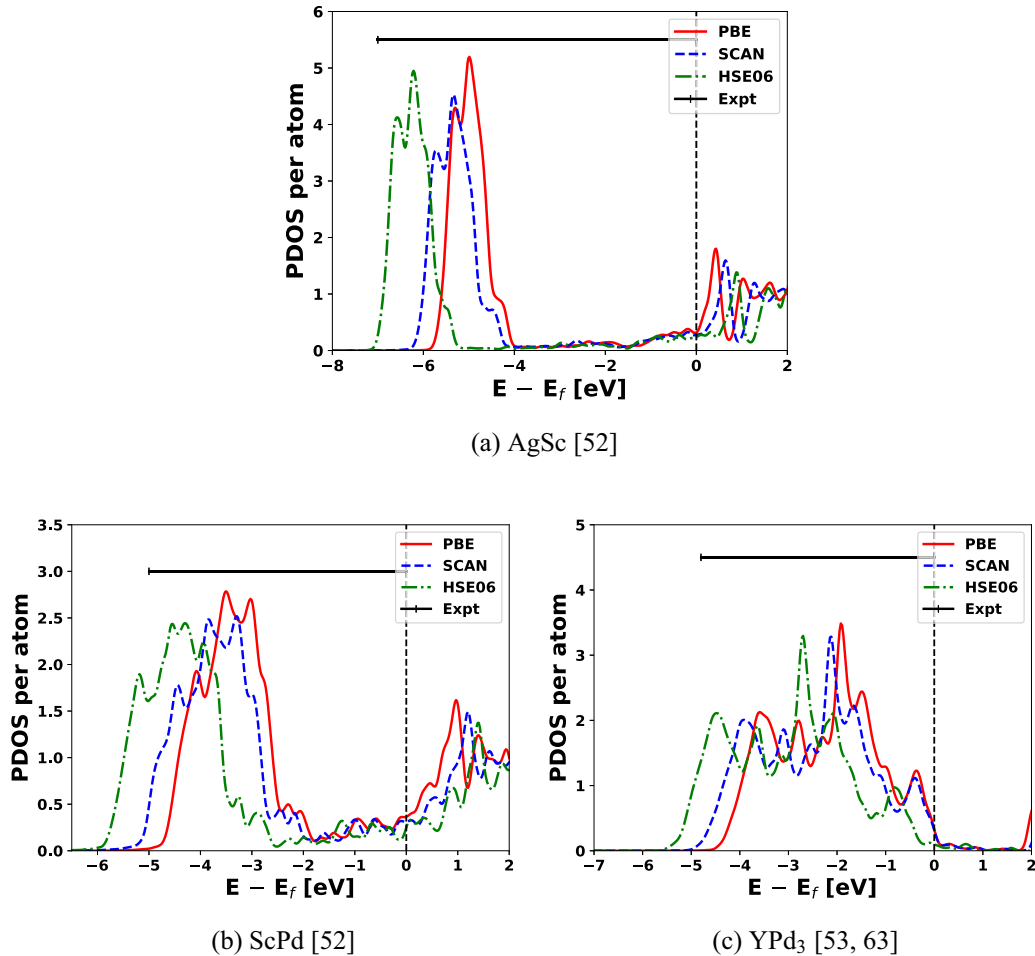 6
5
4
3
2
1
0
PDOS per atom
PBE
SCAN
HSE06
Expt
−8 −6 −4 −2 0 2
E − E_f [eV]
(a) AgSc [52]
3.5
3.0
2.5
2.0
1.5
1.0
0.5
0.0
PDOS per atom
PBE
SCAN
HSE06
Expt
−6 −5 −4 −3 −2 −1 0 1 2
E − E_f [eV]
(b) ScPd [52]
5
4
3
2
1
0
PDOS per atom
PBE
SCAN
HSE06
Expt
−7 −6 −5 −4 −3 −2 −1 0 1 2
E − E_f [eV]
(c) YPd₃ [53, 63]